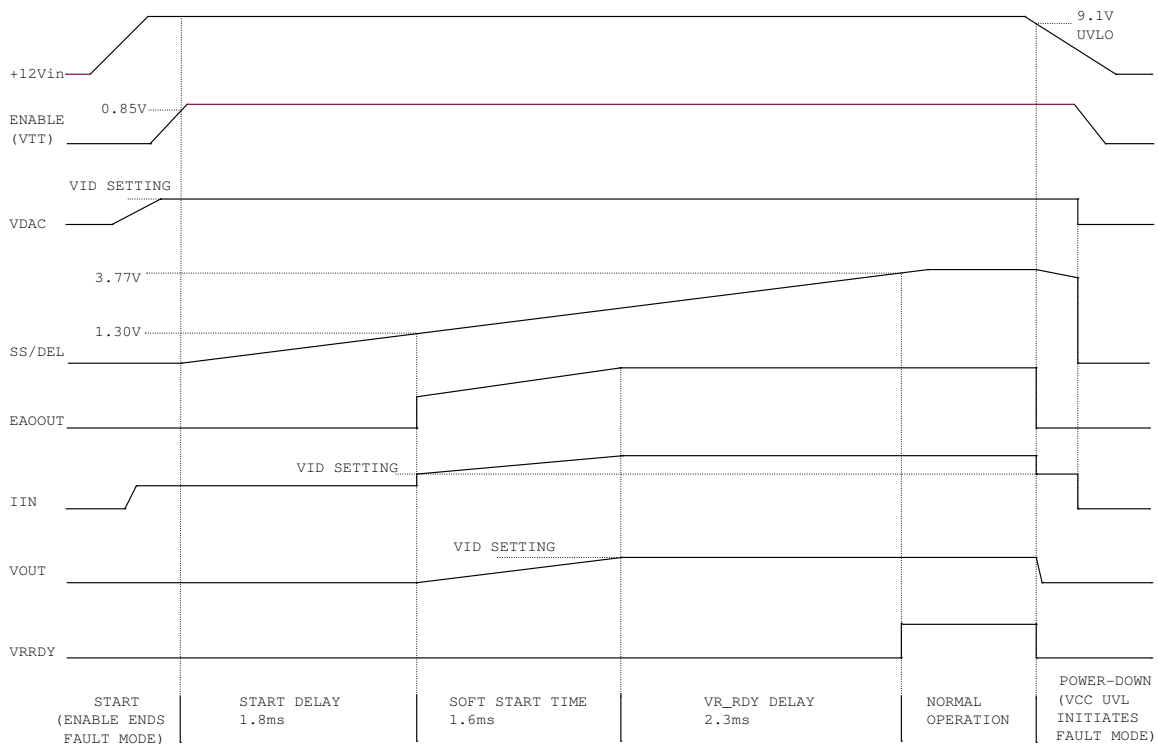 9.1V
UVLO
+12Vin
0.85V
ENABLE
(VTT)
VID SETTING
VDAC
3.77V
1.30V
SS/DEL
EAOOUT
VID SETTING
IIN
VID SETTING
VOUT
VRRDY
START
(ENABLE ENDS
FAULT MODE)
START DELAY
1.8ms
SOFT START TIME
1.6ms
VR_RDY DELAY
2.3ms
NORMAL
OPERATION
POWER-DOWN
(VCC UVL
INITIATES
FAULT MODE)